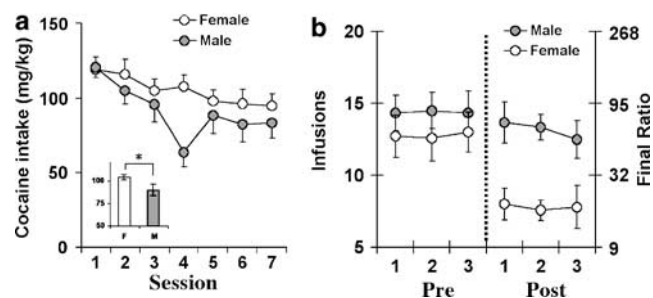 a
Female
Male
Cocaine intake (mg/kg)
150
100
50
0
*
100
75
50
F M
1 2 3 4 5 6 7
Session
b
Male
Female
Infusions
20
15
10
5
268
95
32
9
Final Ratio
1 2 3 1 2 3
Pre Post